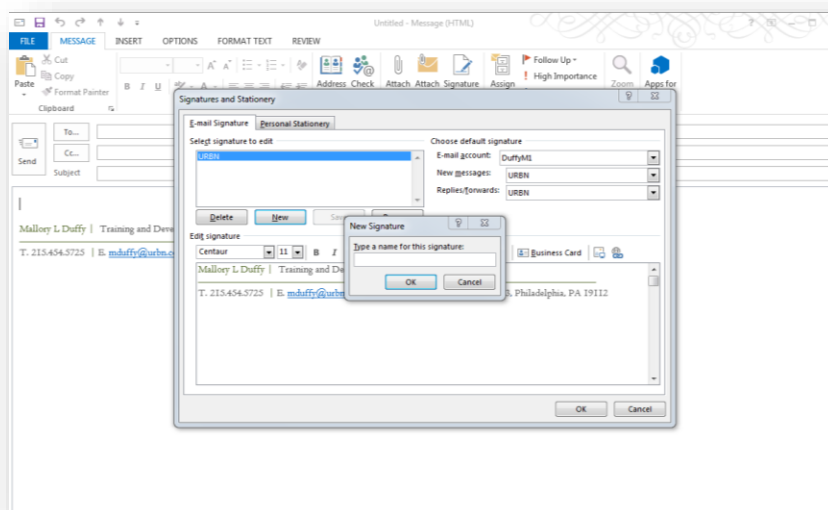 Untitled - Message (HTML)
FILE MESSAGE INSERT OPTIONS FORMAT TEXT REVIEW
Cut
Copy
Format Painter
Paste
B I U
Address Check Attach Attach Signature Assign
Follow Up
High Importance
Zoom Apps for
Clipboard
Signatures and Stationery
E-mail Signature Personal Stationery
Select signature to edit
URBN
Choose default signature
E-mail account: DuffyM1
New messages: URBN
Replies/forwards: URBN
Delete New
Edit signature
Centaur 11 B I
Business Card
Mallory L Duffy | Training and De
T. 215.454.5725 | E. mduffy@urbn
, Philadelphia, PA 19112
New Signature
Type a name for this signature:
OK Cancel
OK Cancel
Send
To...
Cc...
Subject
Mallory L Duffy | Training and Deve
T. 215.454.5725 | E. mduffy@urbn.c